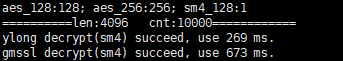 aes_128:128; aes_256:256; sm4_128:1
==========len:4096   cnt:10000============
ylong decrypt(sm4) succeed, use 269 ms.
gmssl decrypt(sm4) succeed, use 673 ms.